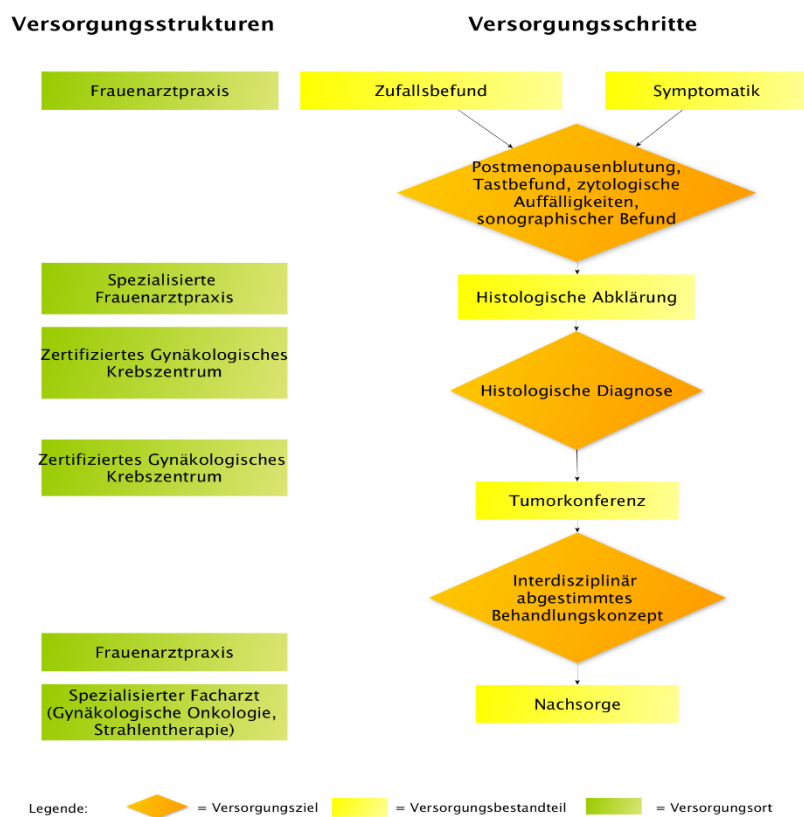 Versorgungsstrukturen
Versorgungsschritte
Frauenarztpraxis
Zufallsbefund
Symptomatik
Postmenopausenblutung,
Tastbefund, zytologische
Auffälligkeiten,
sonographischer Befund
Spezialisierte
Frauenarztpraxis
Histologische Abklärung
Zertifiziertes Gynäkologisches
Krebszentrum
Histologische Diagnose
Zertifiziertes Gynäkologisches
Krebszentrum
Tumorkonferenz
Interdisziplinär
abgestimmtes
Behandlungskonzept
Frauenarztpraxis
Spezialisierter Facharzt
(Gynäkologische Onkologie,
Strahlentherapie)
Nachsorge
Legende:
= Versorgungsziel
= Versorgungsbestandteil
= Versorgungsort